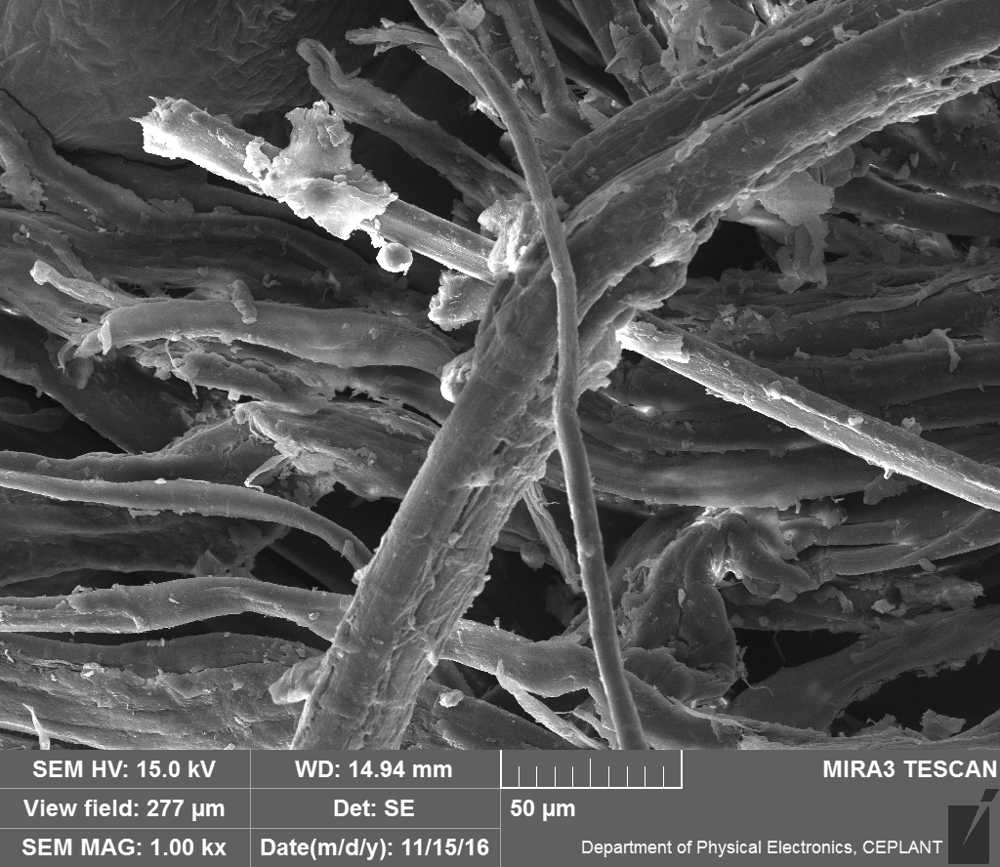 SEM HV: 15.0 kV
WD: 14.94 mm
MIRA3 TESCAN
View field: 277 µm
Det: SE
50 µm
SEM MAG: 1.00 kx
Date(m/d/y): 11/15/16
Department of Physical Electronics, CEPLANT